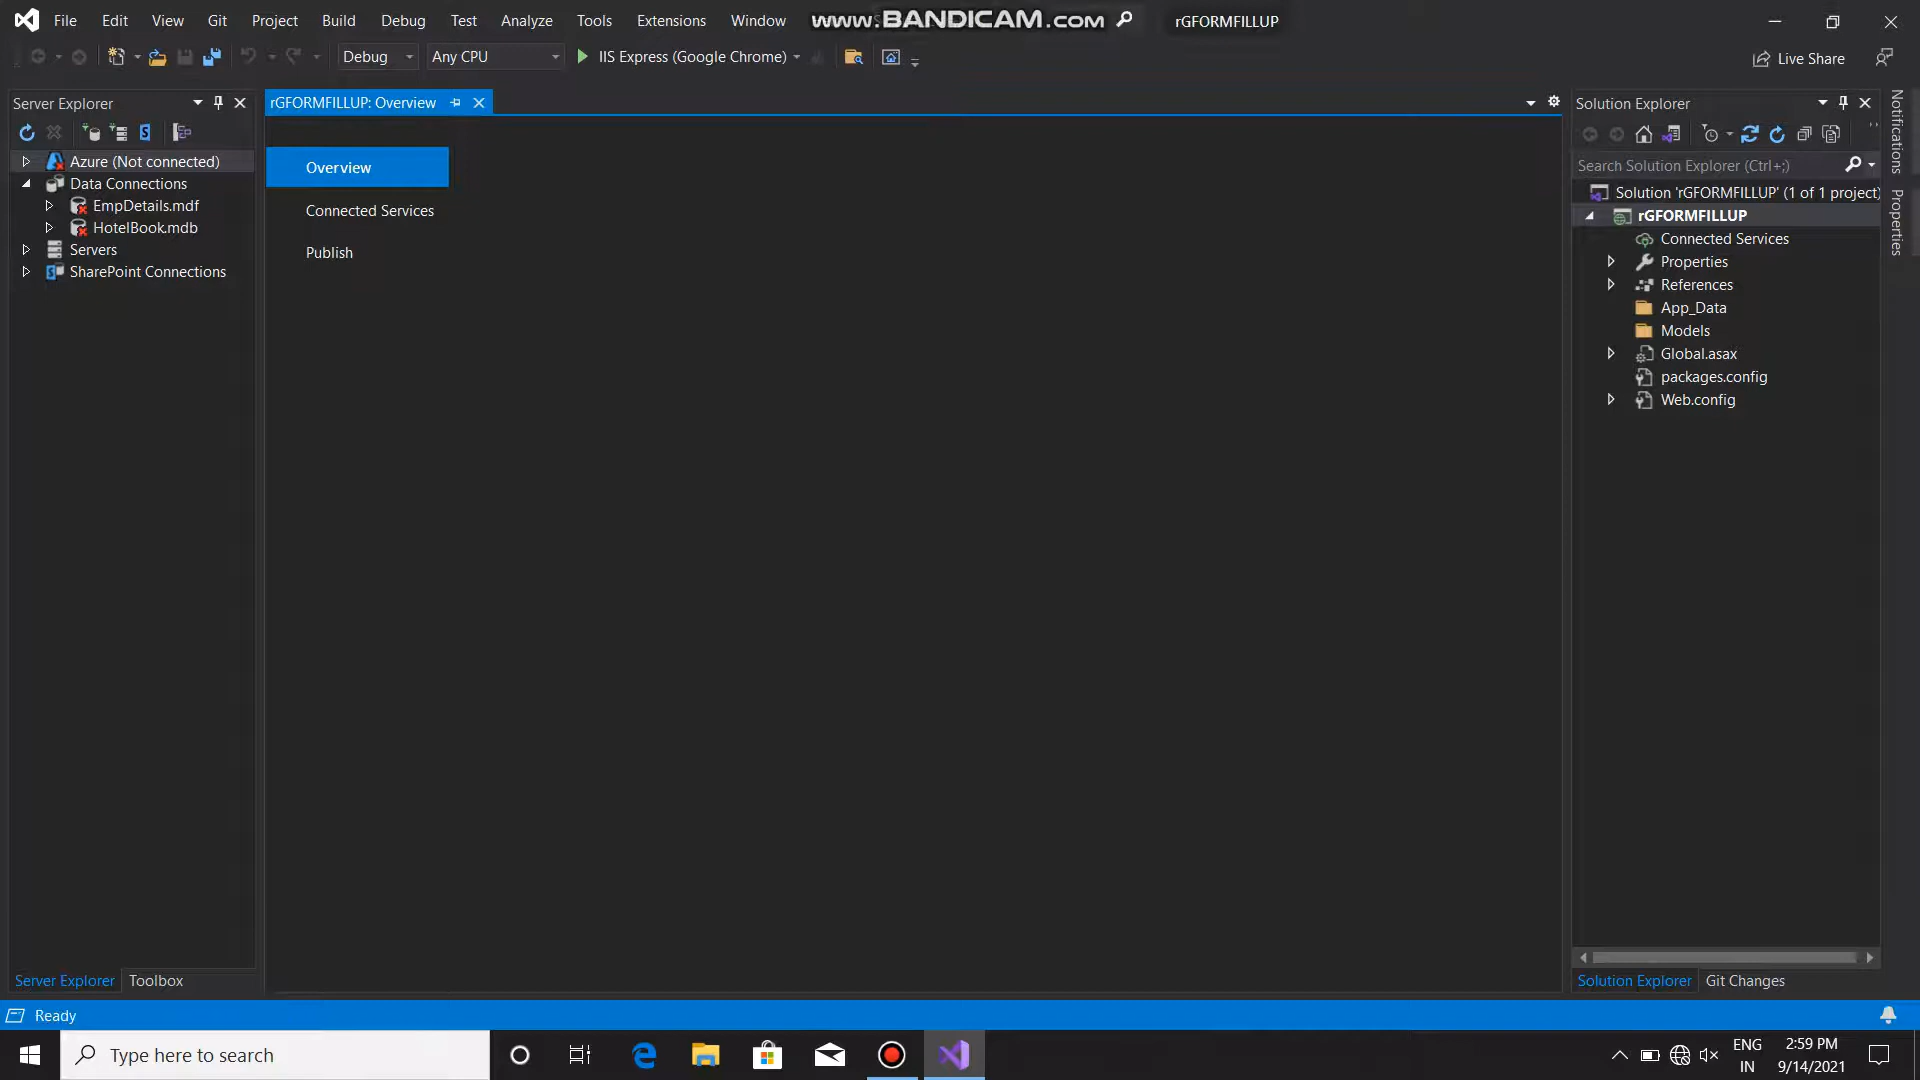 File Edit View Git Project Build Debug Test Analyze Tools Extensions Window www.BANDICAM.com rGFORMFILLUP
Debug Any CPU IIS Express (Google Chrome) Live Share
Server Explorer
Azure (Not connected)
Data Connections
EmpDetails.mdf
HotelBook.mdb
Servers
SharePoint Connections
Server Explorer Toolbox
rGFORMFILLUP: Overview
Overview
Connected Services
Publish
Solution Explorer
Search Solution Explorer (Ctrl+;)
Solution 'rGFORMFILLUP' (1 of 1 project)
rGFORMFILLUP
Connected Services
Properties
References
App_Data
Models
Global.asax
packages.config
Web.config
Solution Explorer Git Changes
Notifications
Properties
Ready
Type here to search
ENG
IN
2:59 PM
9/14/2021